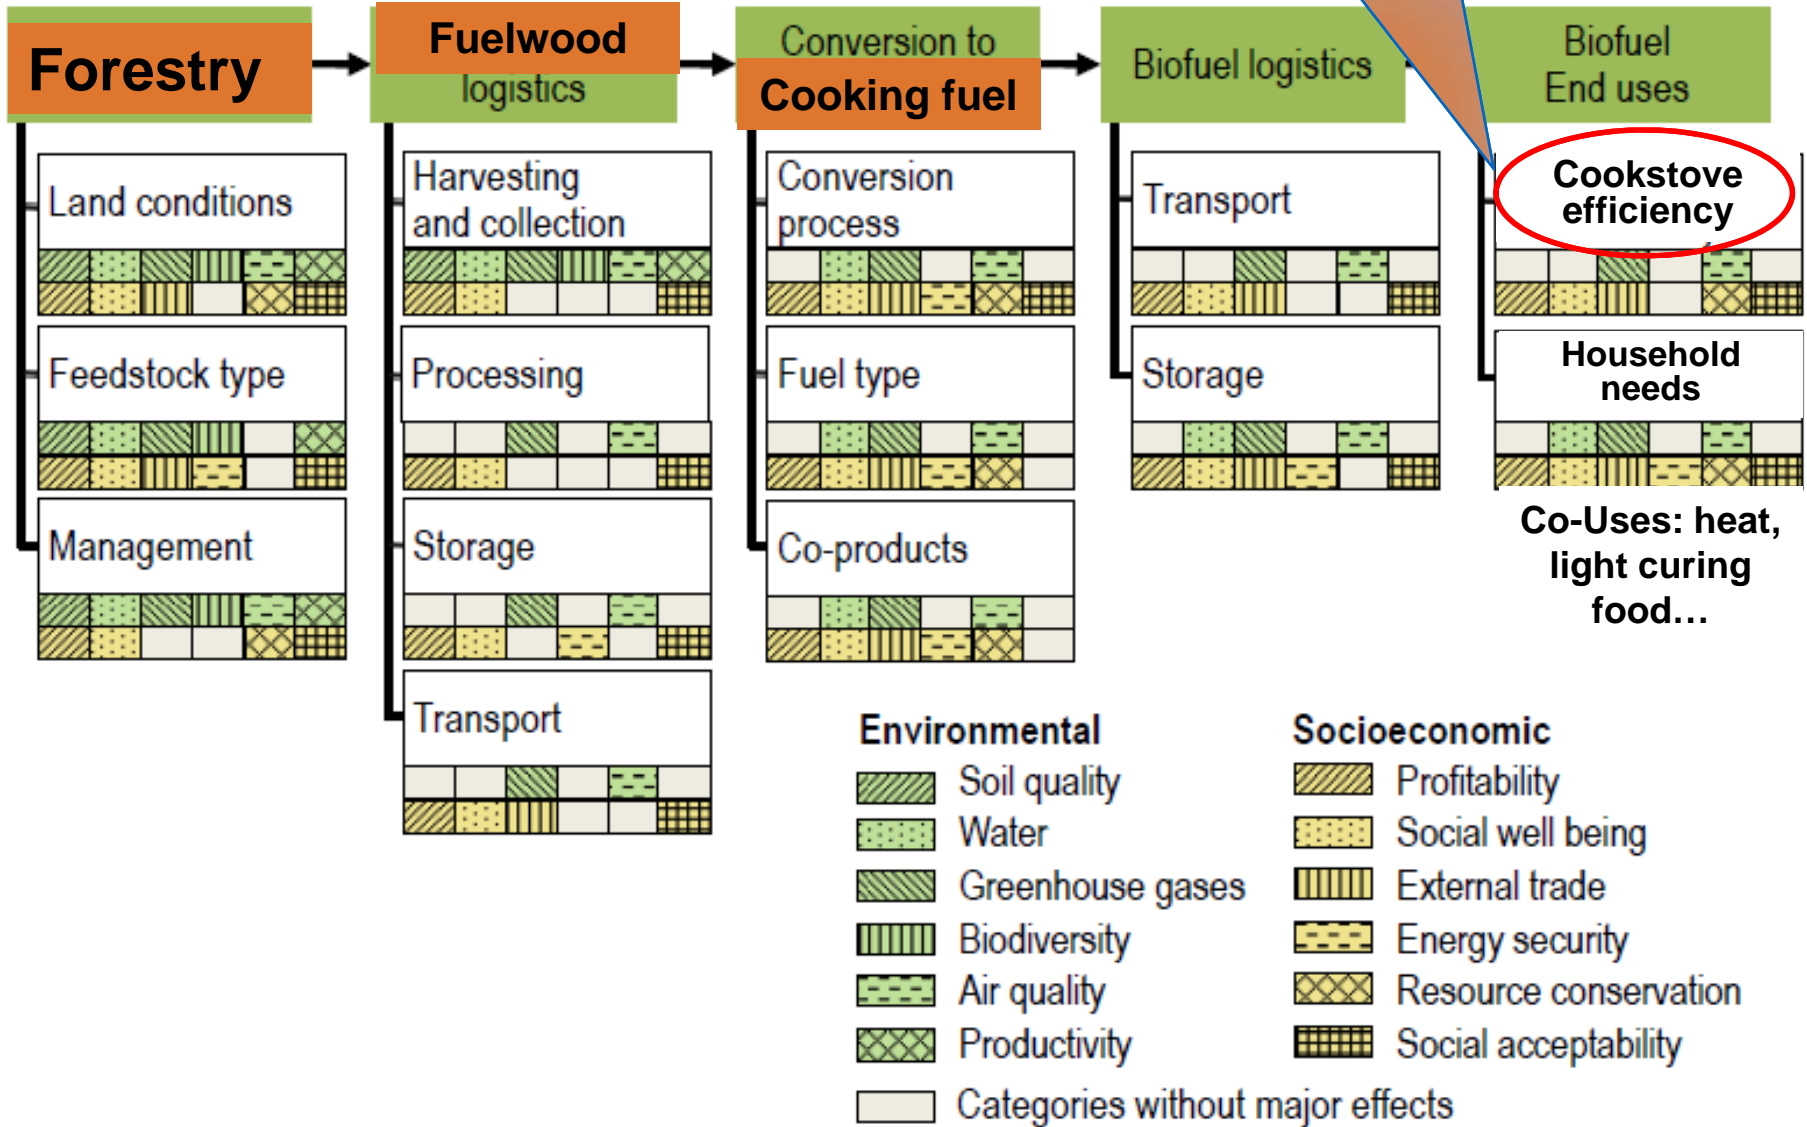 Forestry
Fuelwood
logistics
Conversion to
Cooking fuel
Biofuel logistics
Biofuel
End uses
Land conditions
Feedstock type
Management
Harvesting
and collection
Processing
Storage
Transport
Conversion
process
Fuel type
Co-products
Transport
Storage
Cookstove
efficiency
Household
needs
Co-Uses: heat,
light curing
food...
Environmental
Soil quality
Water
Greenhouse gases
Biodiversity
Air quality
Productivity
Socioeconomic
Profitability
Social well being
External trade
Energy security
Resource conservation
Social acceptability
Categories without major effects